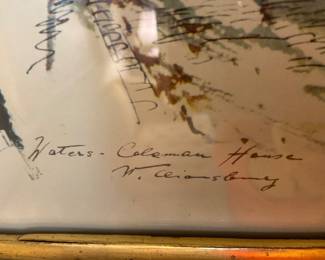 Waters - Coleman House
Williamsburg